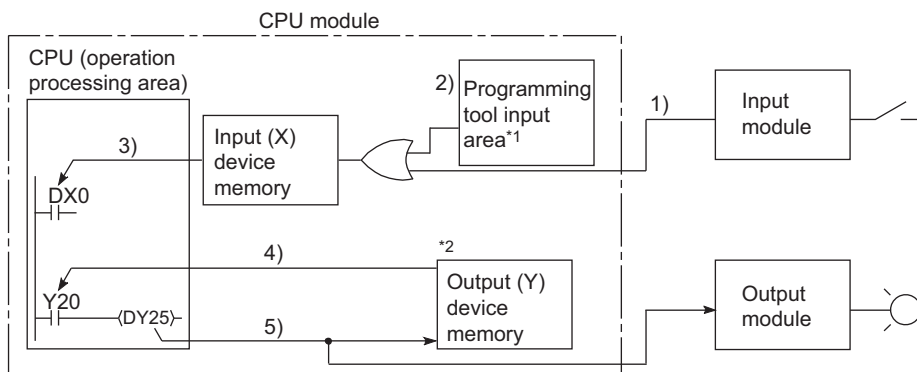 CPU module
CPU (operation
processing area)
2)
Programming
tool input
area*1
1)
Input
module
3)
Input (X)
device
memory
DX0
4)
*2
Output (Y)
device
memory
Output
module
Y20
DY25
5)